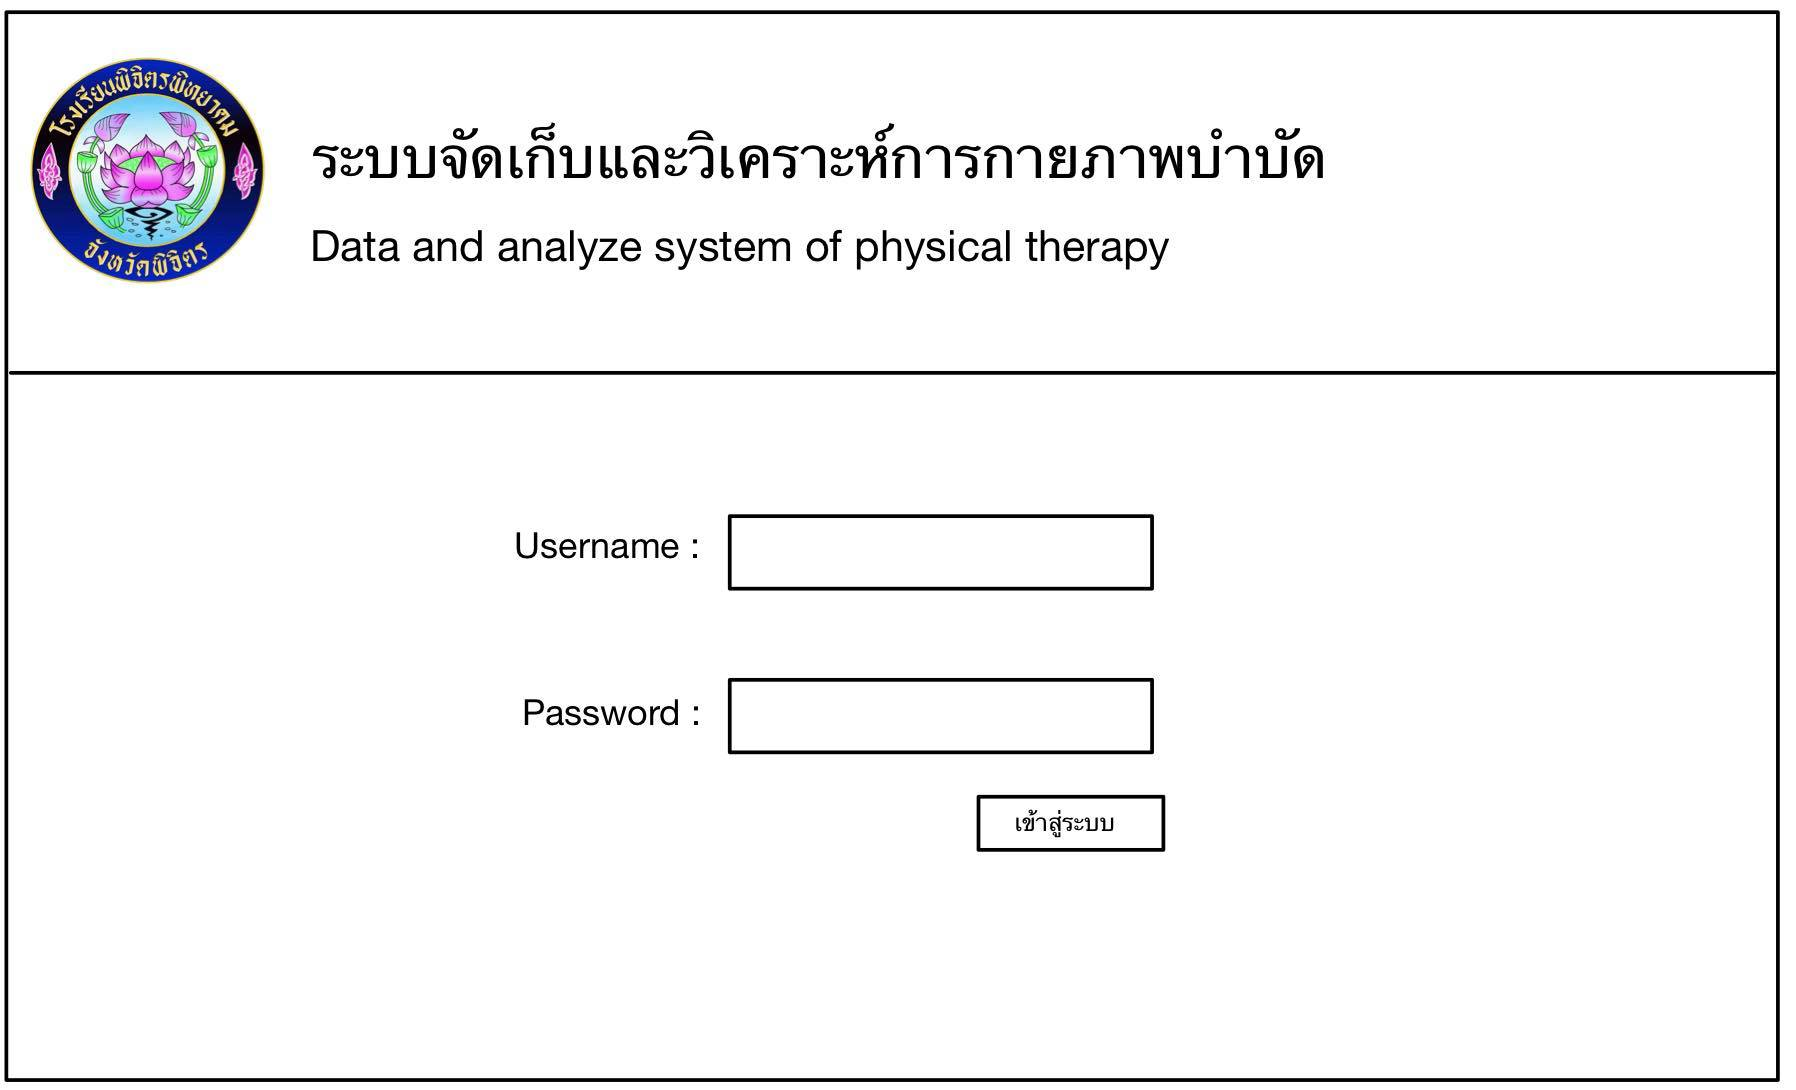 โรงเรียนพิจิตรพิทยาคม
จังหวัดพิจิตร
ระบบจัดเก็บและวิเคราะห์การกายภาพบำบัด
Data and analyze system of physical therapy
Username :
Password :
เข้าสู่ระบบ